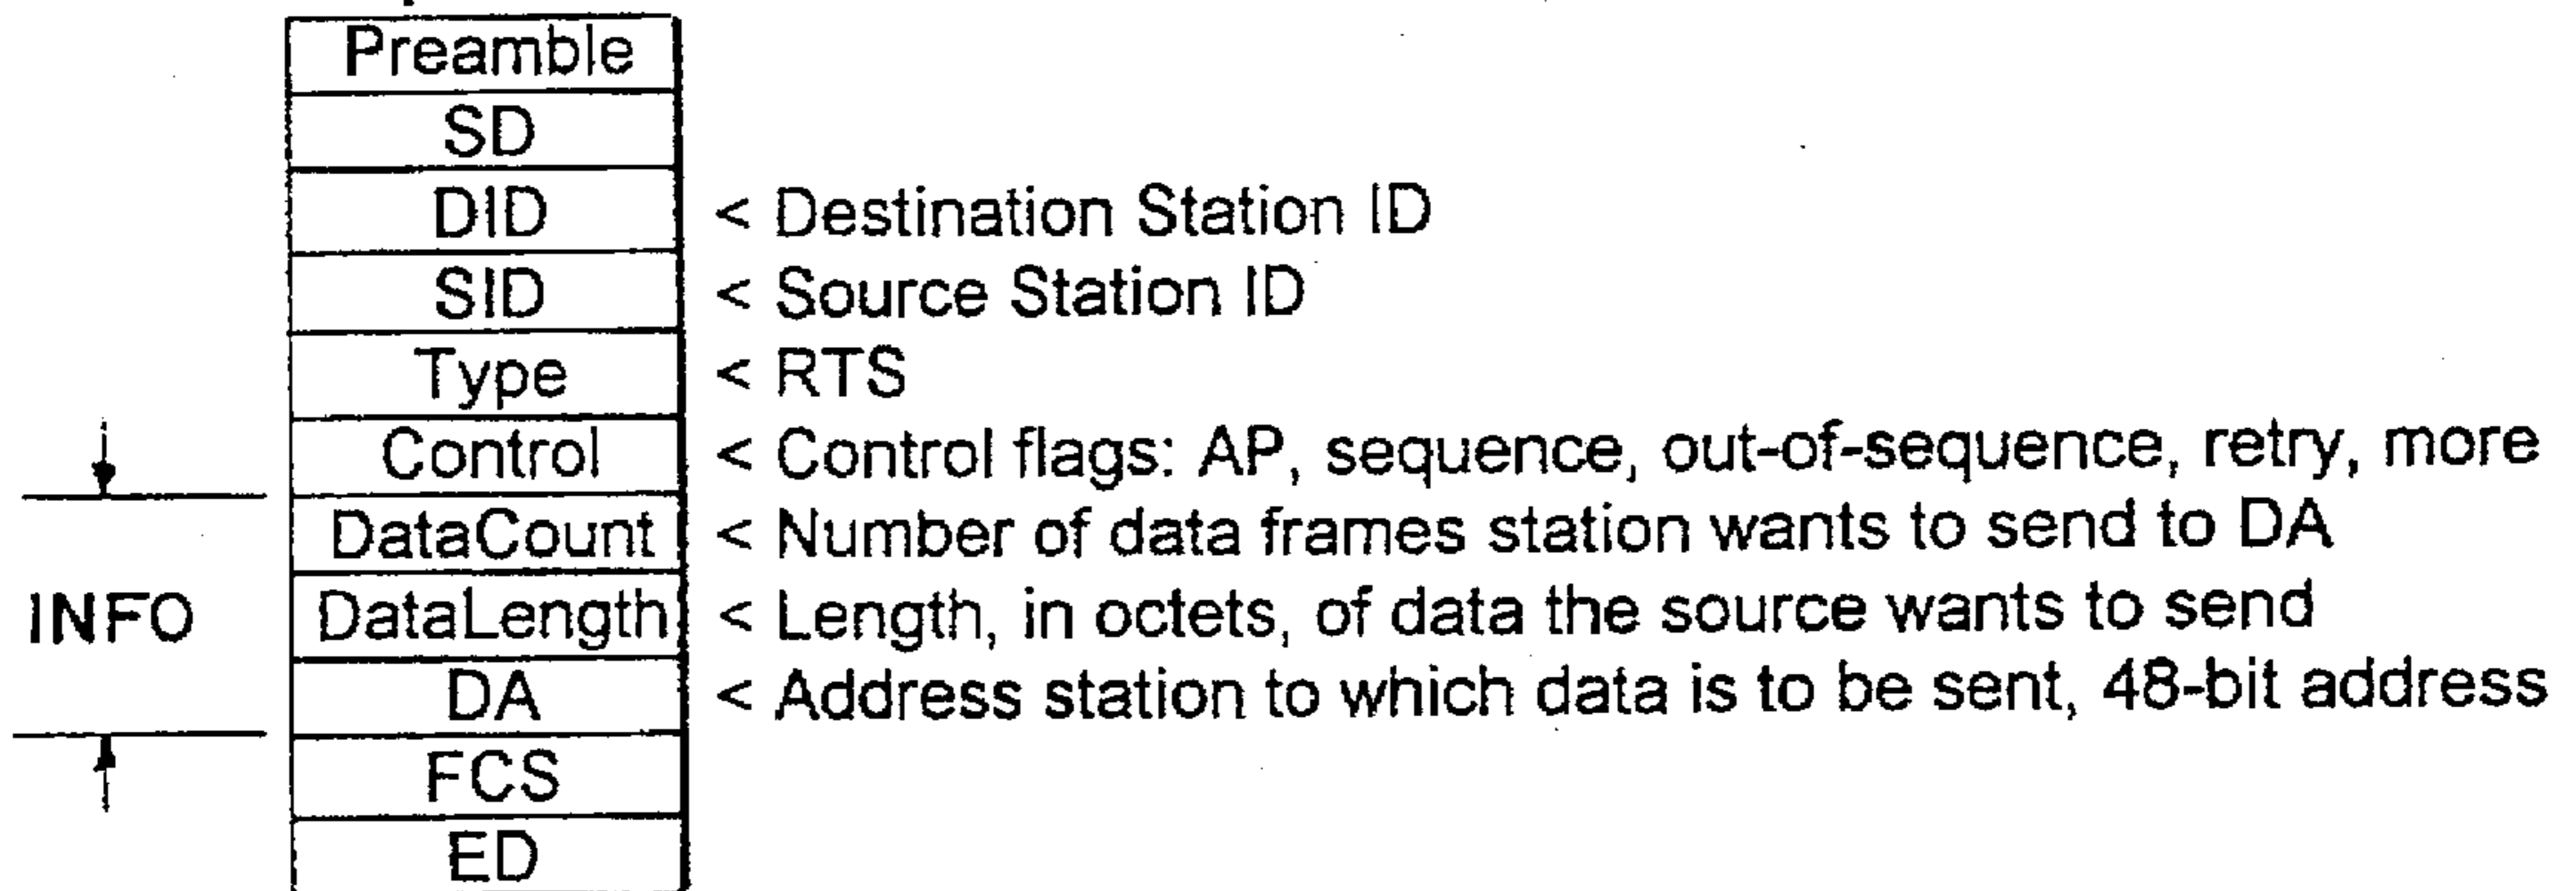 Preamble
SD
DID < Destination Station ID
SID < Source Station ID
Type < RTS
Control < Control flags: AP, sequence, out-of-sequence, retry, more
DataCount < Number of data frames station wants to send to DA
INFO DataLength < Length, in octets, of data the source wants to send
DA < Address station to which data is to be sent, 48-bit address
FCS
ED